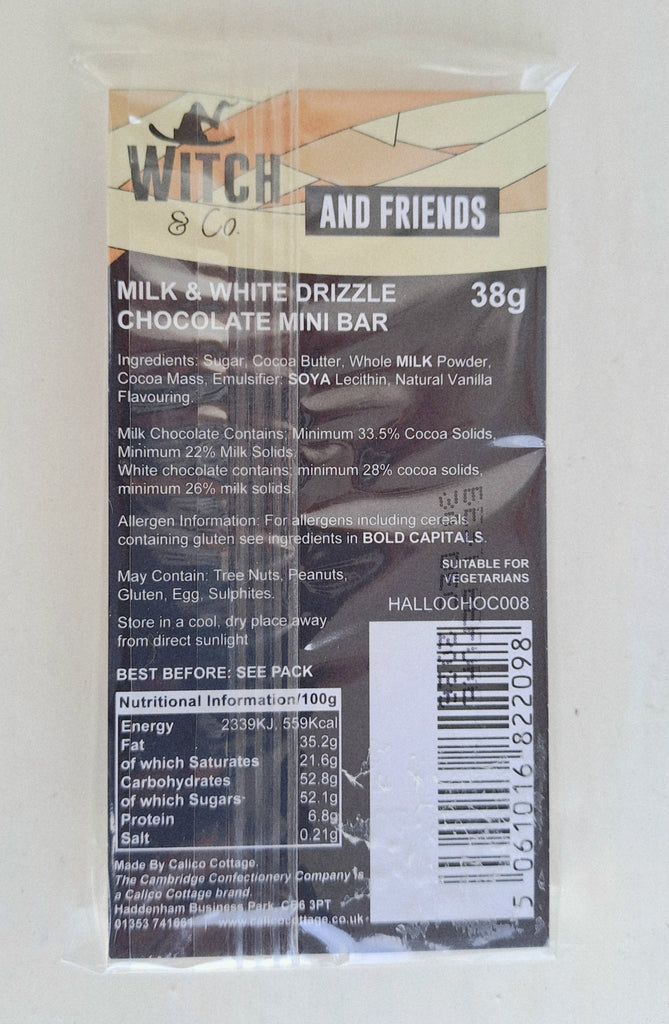 WITCH
& Co.
AND FRIENDS
MILK & WHITE DRIZZLE
CHOCOLATE MINI BAR
38g
Ingredients: Sugar, Cocoa Butter, Whole MILK Powder,
Cocoa Mass, Emulsifier: SOYA Lecithin, Natural Vanilla
Flavouring.
Milk Chocolate Contains: Minimum 33.5% Cocoa Solids,
Minimum 22% Milk Solids.
White chocolate contains: minimum 28% cocoa solids,
minimum 26% milk solids.
Allergen Information: For allergens including cereals
containing gluten see ingredients in BOLD CAPITALS.
SUITABLE FOR
VEGETARIANS
May Contain: Tree Nuts, Peanuts,
Gluten, Egg, Sulphites.
HALLOCHOC008
Store in a cool, dry place away
from direct sunlight
BEST BEFORE: SEE PACK
Nutritional Information/100g
Energy 2339KJ, 559Kcal
Fat 35.2g
of which Saturates 21.6g
Carbohydrates 52.8g
of which Sugars 52.1g
Protein 6.8g
Salt 0.21g
Made By Calico Cottage.
The Cambridge Confectionery Company is
a Calico Cottage brand.
Haddenham Business Park, CB6 3PT
01353 741661 | www.calicocottage.co.uk
5 061016 822098